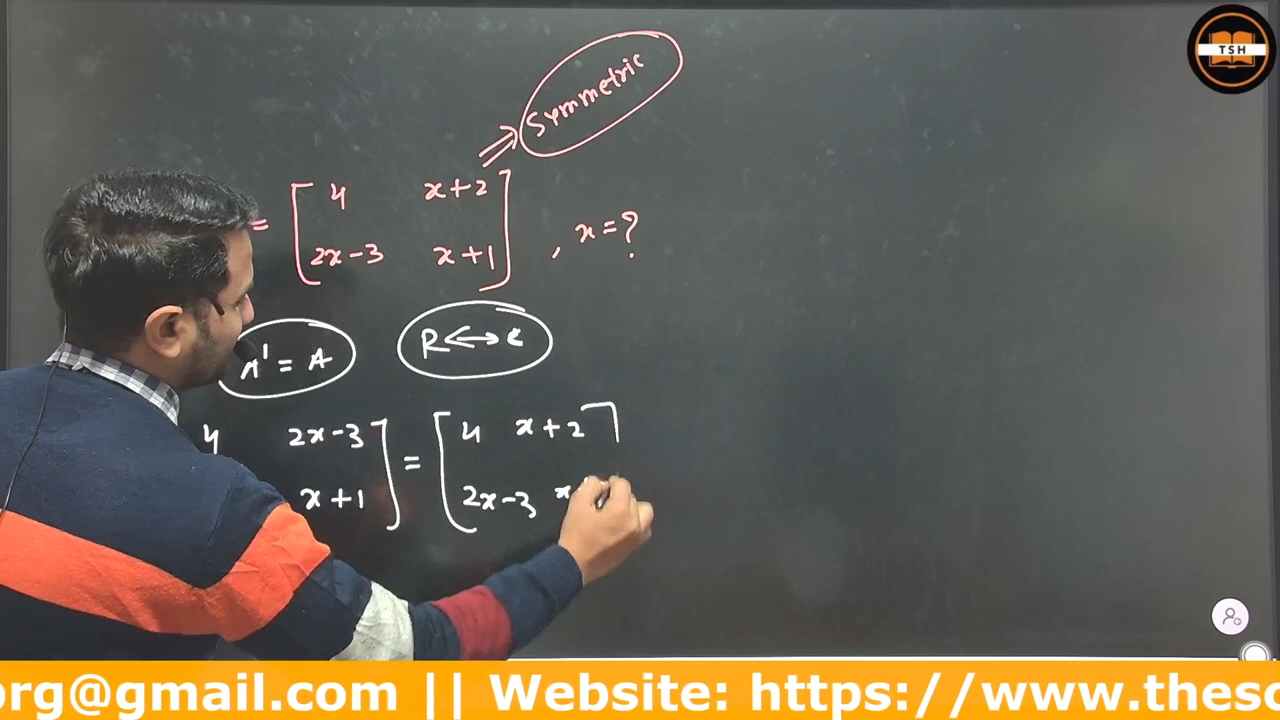 TSH
Symmetric
= [ 4 x+2
2x-3 x+1 ] , x=?
A' = A R↔c
4 2x-3 ] = [ 4 x+2 ]
x+1 2x-3 x
org@gmail.com || Website: https://www.theso